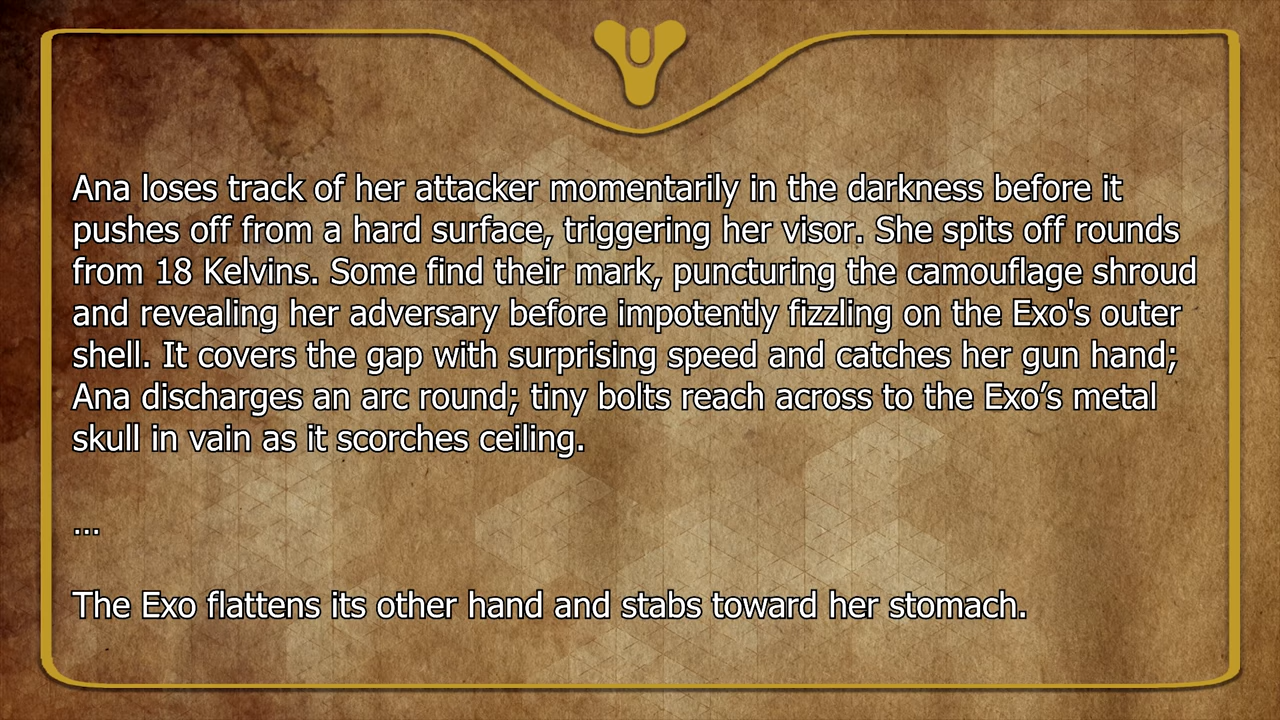 Ana loses track of her attacker momentarily in the darkness before it
pushes off from a hard surface, triggering her visor. She spits off rounds
from 18 Kelvins. Some find their mark, puncturing the camouflage shroud
and revealing her adversary before impotently fizzling on the Exo's outer
shell. It covers the gap with surprising speed and catches her gun hand;
Ana discharges an arc round; tiny bolts reach across to the Exo’s metal
skull in vain as it scorches ceiling.
...
The Exo flattens its other hand and stabs toward her stomach.